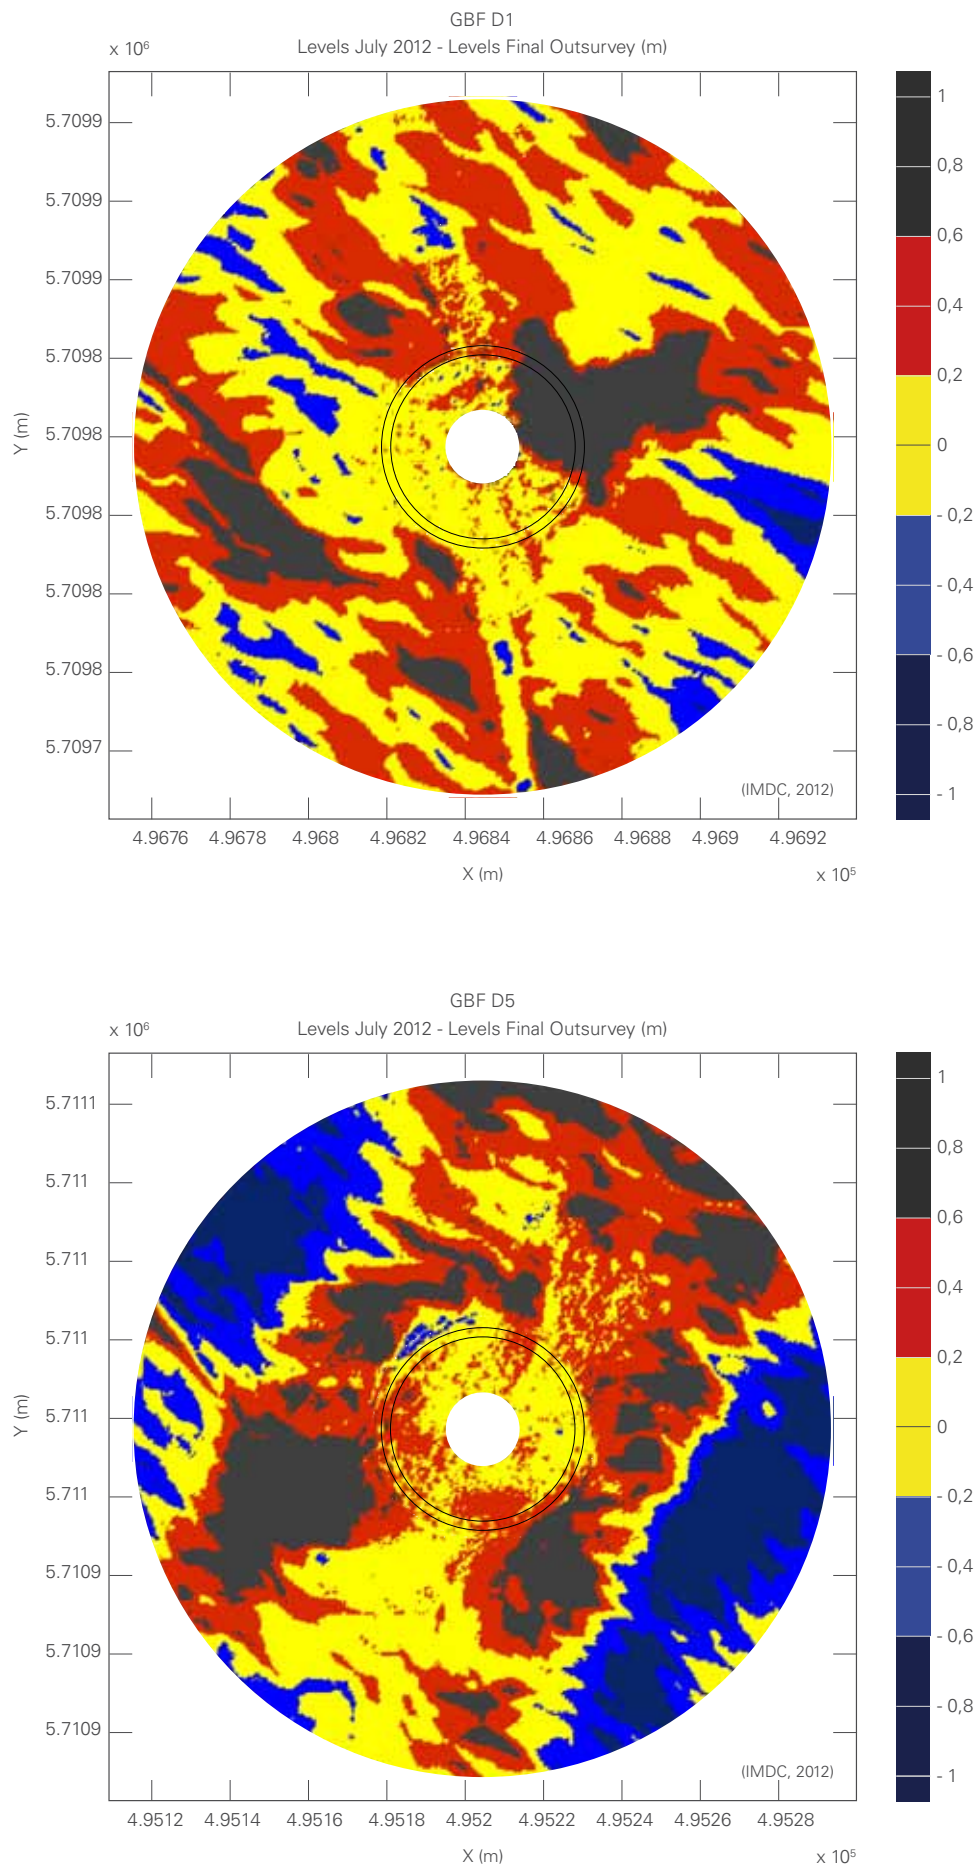 GBF D1
Levels July 2012 - Levels Final Outsurvey (m)
x 10⁶
5.7099
5.7099
5.7099
5.7098
5.7098
5.7098
5.7098
5.7098
5.7097
Y (m)
4.9676 4.9678 4.968 4.9682 4.9684 4.9686 4.9688 4.969 4.9692
X (m)
x 10⁵
(IMDC, 2012)
1
0,8
0,6
0,4
0,2
0
- 0,2
- 0,4
- 0,6
- 0,8
- 1
GBF D5
Levels July 2012 - Levels Final Outsurvey (m)
x 10⁶
5.7111
5.711
5.711
5.711
5.711
5.711
5.7109
5.7109
5.7109
Y (m)
4.9512 4.9514 4.9516 4.9518 4.952 4.9522 4.9524 4.9526 4.9528
X (m)
x 10⁵
(IMDC, 2012)
1
0,8
0,6
0,4
0,2
0
- 0,2
- 0,4
- 0,6
- 0,8
- 1